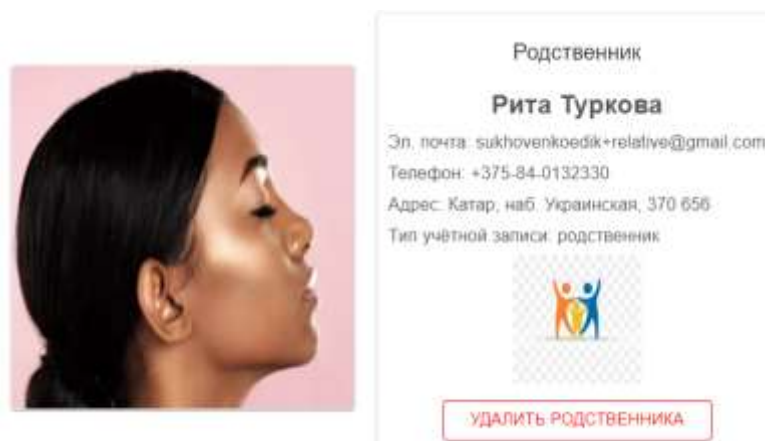 Родственник
Рита Туркова
Эл. почта: sukhovenkoedik+relative@gmail.com
Телефон: +375-84-0132330
Адрес: Катар, наб. Украинская, 370 656
Тип учётной записи: родственник
УДАЛИТЬ РОДСТВЕННИКА